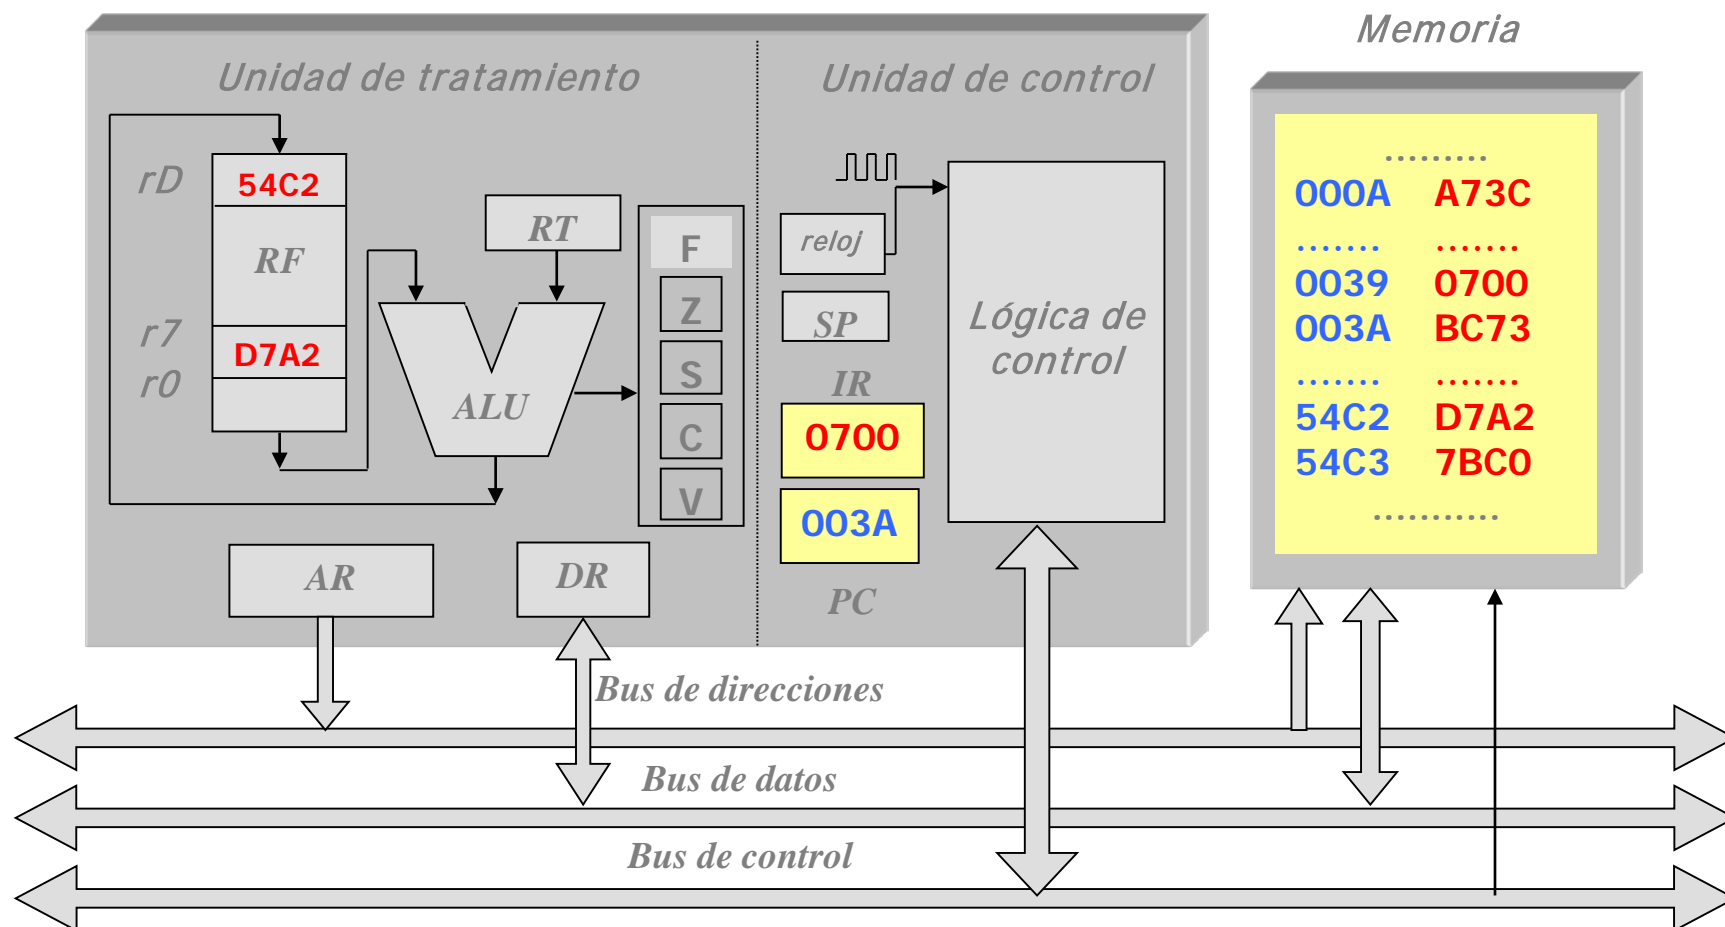 Memoria
Unidad de tratamiento
Unidad de control
rD
54C2
RF
r7
D7A2
r0
RT
ALU
F
Z
S
C
V
reloj
SP
IR
0700
003A
PC
Lógica de
control
AR
DR
.........
000A A73C
....... .......
0039 0700
003A BC73
....... .......
54C2 D7A2
54C3 7BC0
...........
Bus de direcciones
Bus de datos
Bus de control